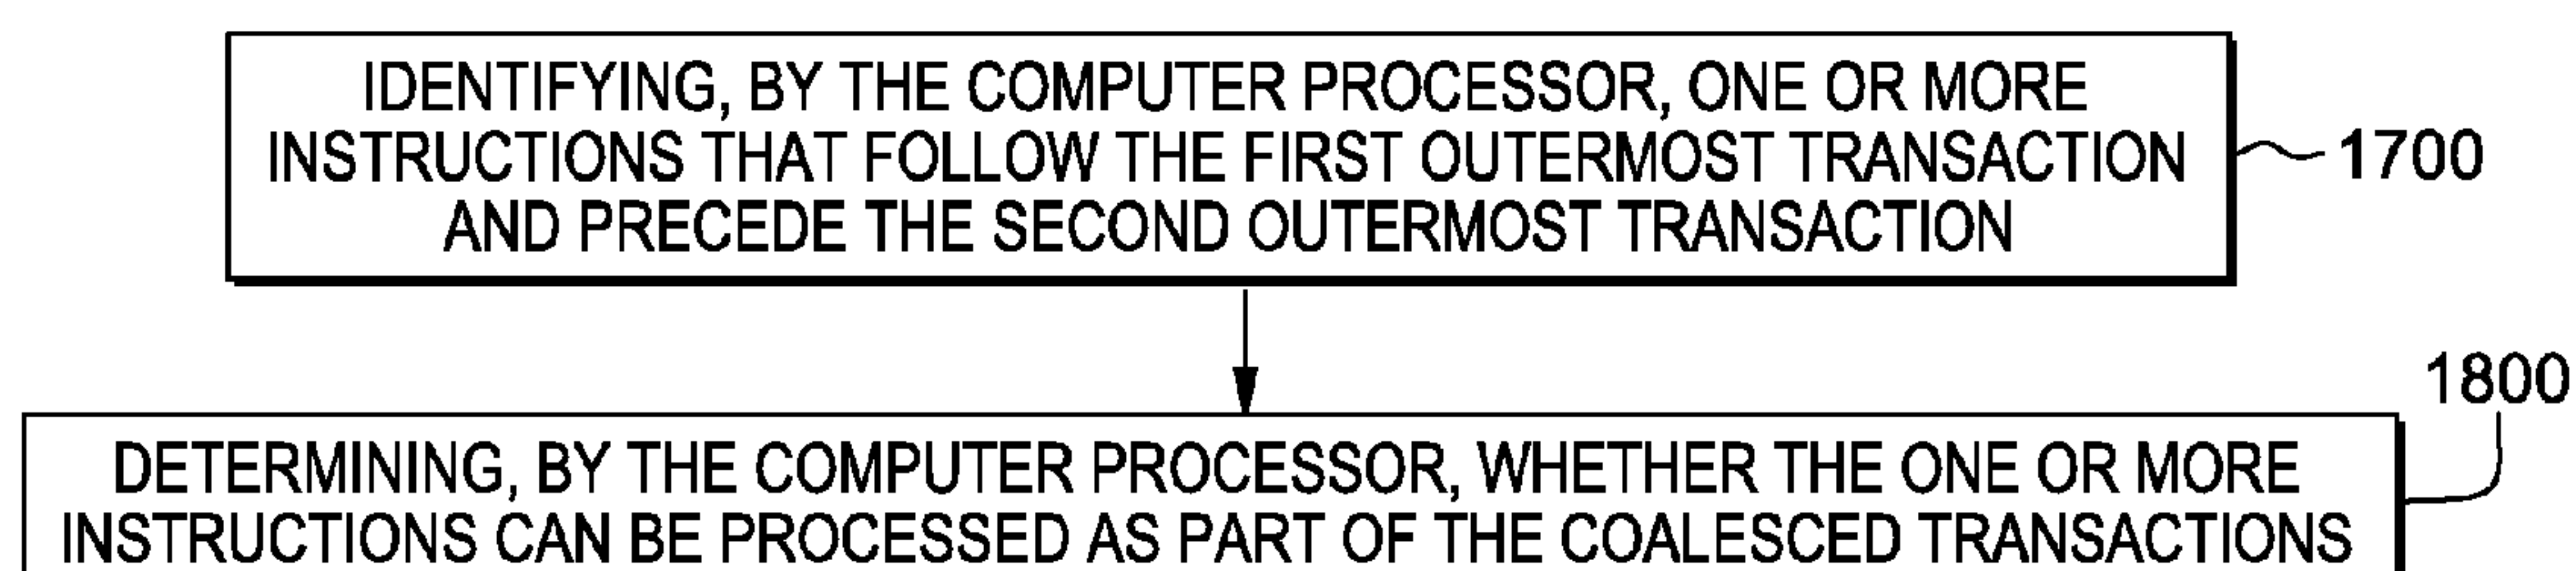 IDENTIFYING, BY THE COMPUTER PROCESSOR, ONE OR MORE
INSTRUCTIONS THAT FOLLOW THE FIRST OUTERMOST TRANSACTION
AND PRECEDE THE SECOND OUTERMOST TRANSACTION
1700
1800
DETERMINING, BY THE COMPUTER PROCESSOR, WHETHER THE ONE OR MORE
INSTRUCTIONS CAN BE PROCESSED AS PART OF THE COALESCED TRANSACTIONS